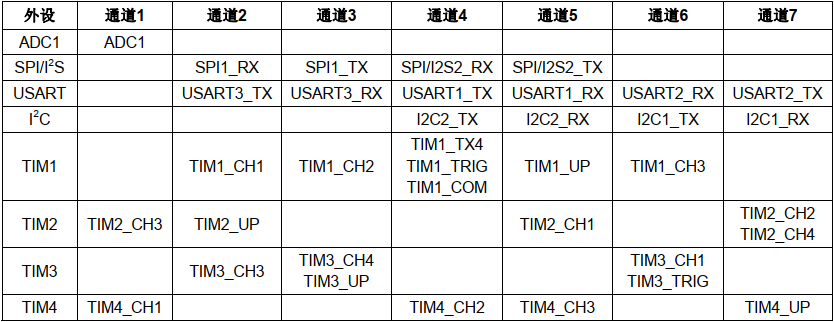 外设 通道1 通道2 通道3 通道4 通道5 通道6 通道7
ADC1 ADC1
SPI/I²S SPI1_RX SPI1_TX SPI/I2S2_RX SPI/I2S2_TX
USART USART3_TX USART3_RX USART1_TX USART1_RX USART2_RX USART2_TX
I²C I2C2_TX I2C2_RX I2C1_TX I2C1_RX
TIM1_TX4
TIM1 TIM1_CH1 TIM1_CH2 TIM1_TRIG TIM1_UP TIM1_CH3
TIM1_COM
TIM2 TIM2_CH3 TIM2_UP TIM2_CH1 TIM2_CH2
TIM2_CH4
TIM3 TIM3_CH3 TIM3_CH4 TIM3_CH1
TIM3_UP TIM3_TRIG
TIM4 TIM4_CH1 TIM4_CH2 TIM4_CH3 TIM4_UP